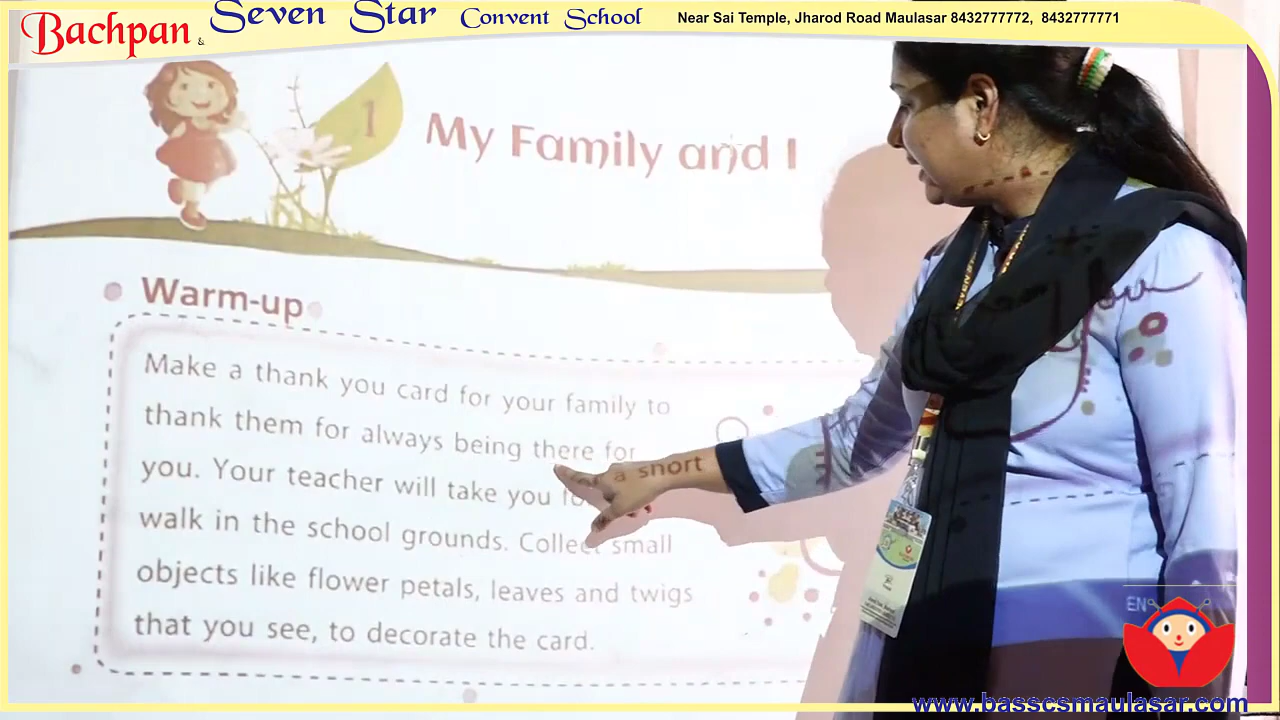 Bachpan & Seven Star Convent School Near Sai Temple, Jharod Road Maulasar 8432777772, 8432777771
1
My Family and I
Warm-up
Make a thank you card for your family to
thank them for always being there for
you. Your teacher will take you for a short
walk in the school grounds. Collect small
objects like flower petals, leaves and twigs
that you see, to decorate the card.
EN
www.basscsmaulasar.com